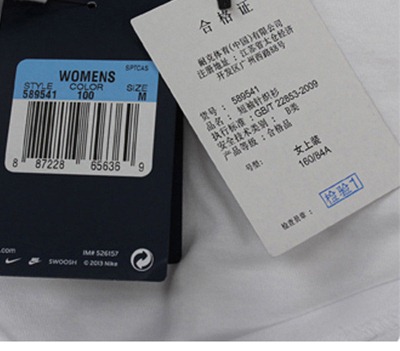 SPTCAS
WOMENS
STYLE COLOR SIZE
589541 100 M
8 87228 65636 9
.com
IM# 526157
SWOOSH © 2013 Nike
合格证
耐克体育(中国)有限公司
注册地址:江苏省太仓经济
开发区广州西路88号
货号: 589541
品名: 短袖针织衫
执行标准: GB/T 22853-2009
安全技术类别: B类
产品等级: 合格品
号型: 女上装
160/84A
检验1
检查员章: